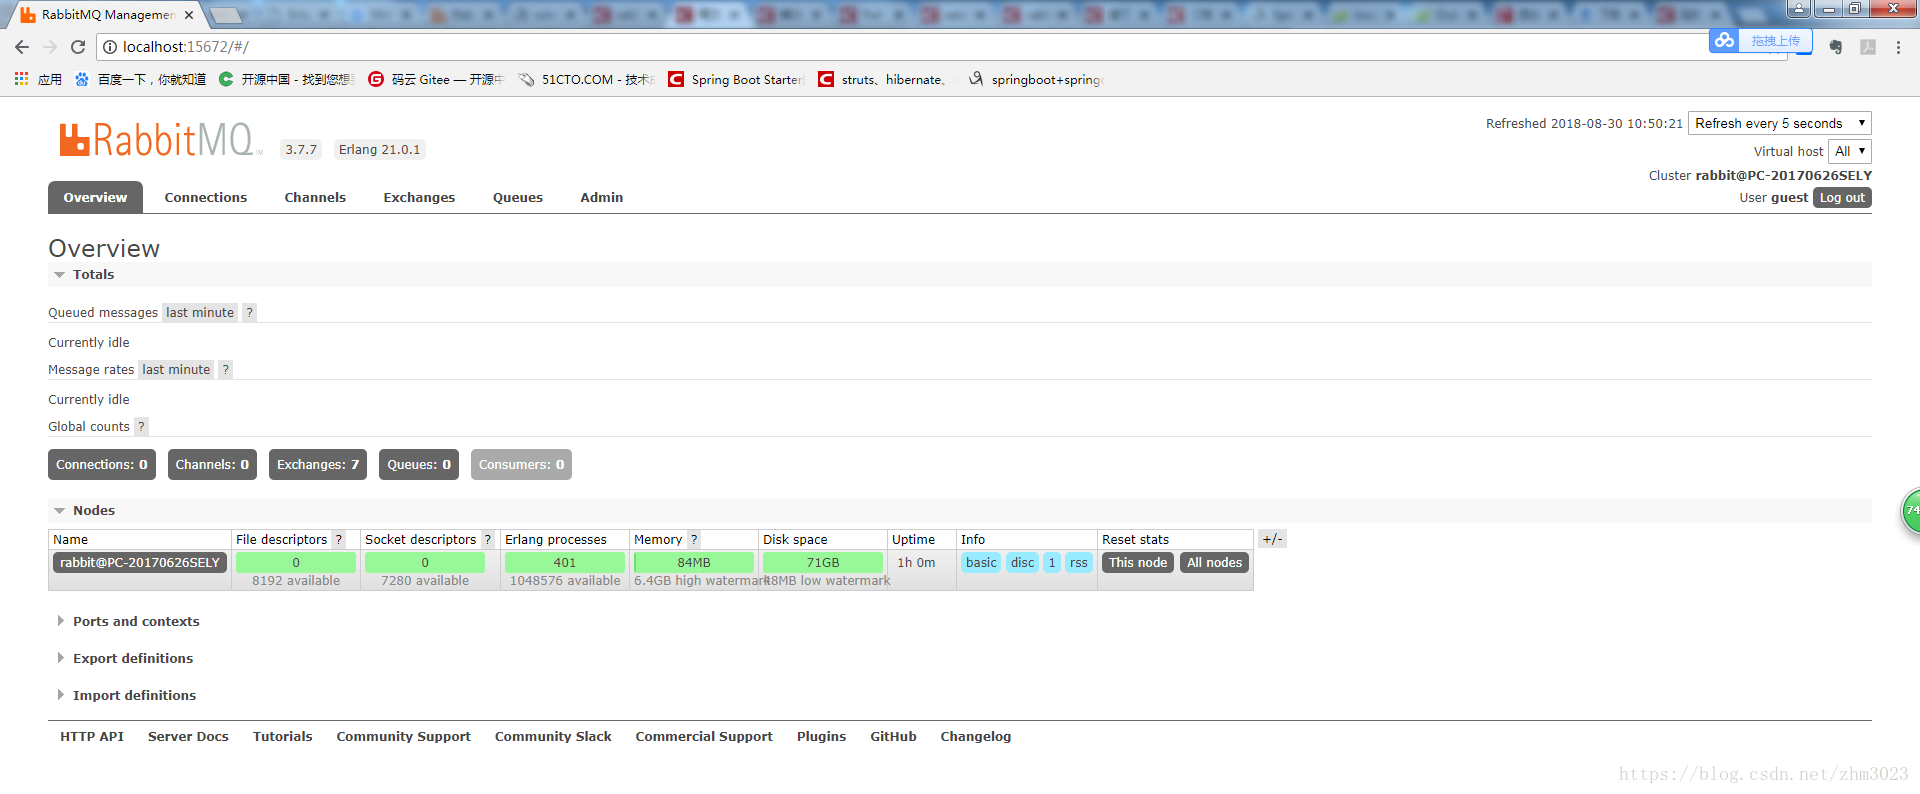 RabbitMQ Managemen
localhost:15672/#/
拖拽上传
应用 百度一下，你就知道 开源中国 - 找到您想 码云 Gitee — 开源中 51CTO.COM - 技术 Spring Boot Starter struts、hibernate、 springboot+spring
RabbitMQ TM 3.7.7 Erlang 21.0.1
Refreshed 2018-08-30 10:50:21 Refresh every 5 seconds
Virtual host All
Cluster rabbit@PC-20170626SELY
User guest Log out
Overview Connections Channels Exchanges Queues Admin
Overview
Totals
Queued messages last minute ?
Currently idle
Message rates last minute ?
Currently idle
Global counts ?
Connections: 0 Channels: 0 Exchanges: 7 Queues: 0 Consumers: 0
Nodes
Name File descriptors ? Socket descriptors ? Erlang processes Memory ? Disk space Uptime Info Reset stats +/-
rabbit@PC-20170626SELY 0 0 401 84MB 71GB 1h 0m basic disc 1 rss This node All nodes
8192 available 7280 available 1048576 available 6.4GB high watermark 48MB low watermark
74
Ports and contexts
Export definitions
Import definitions
HTTP API Server Docs Tutorials Community Support Community Slack Commercial Support Plugins GitHub Changelog
https://blog.csdn.net/zhm3023